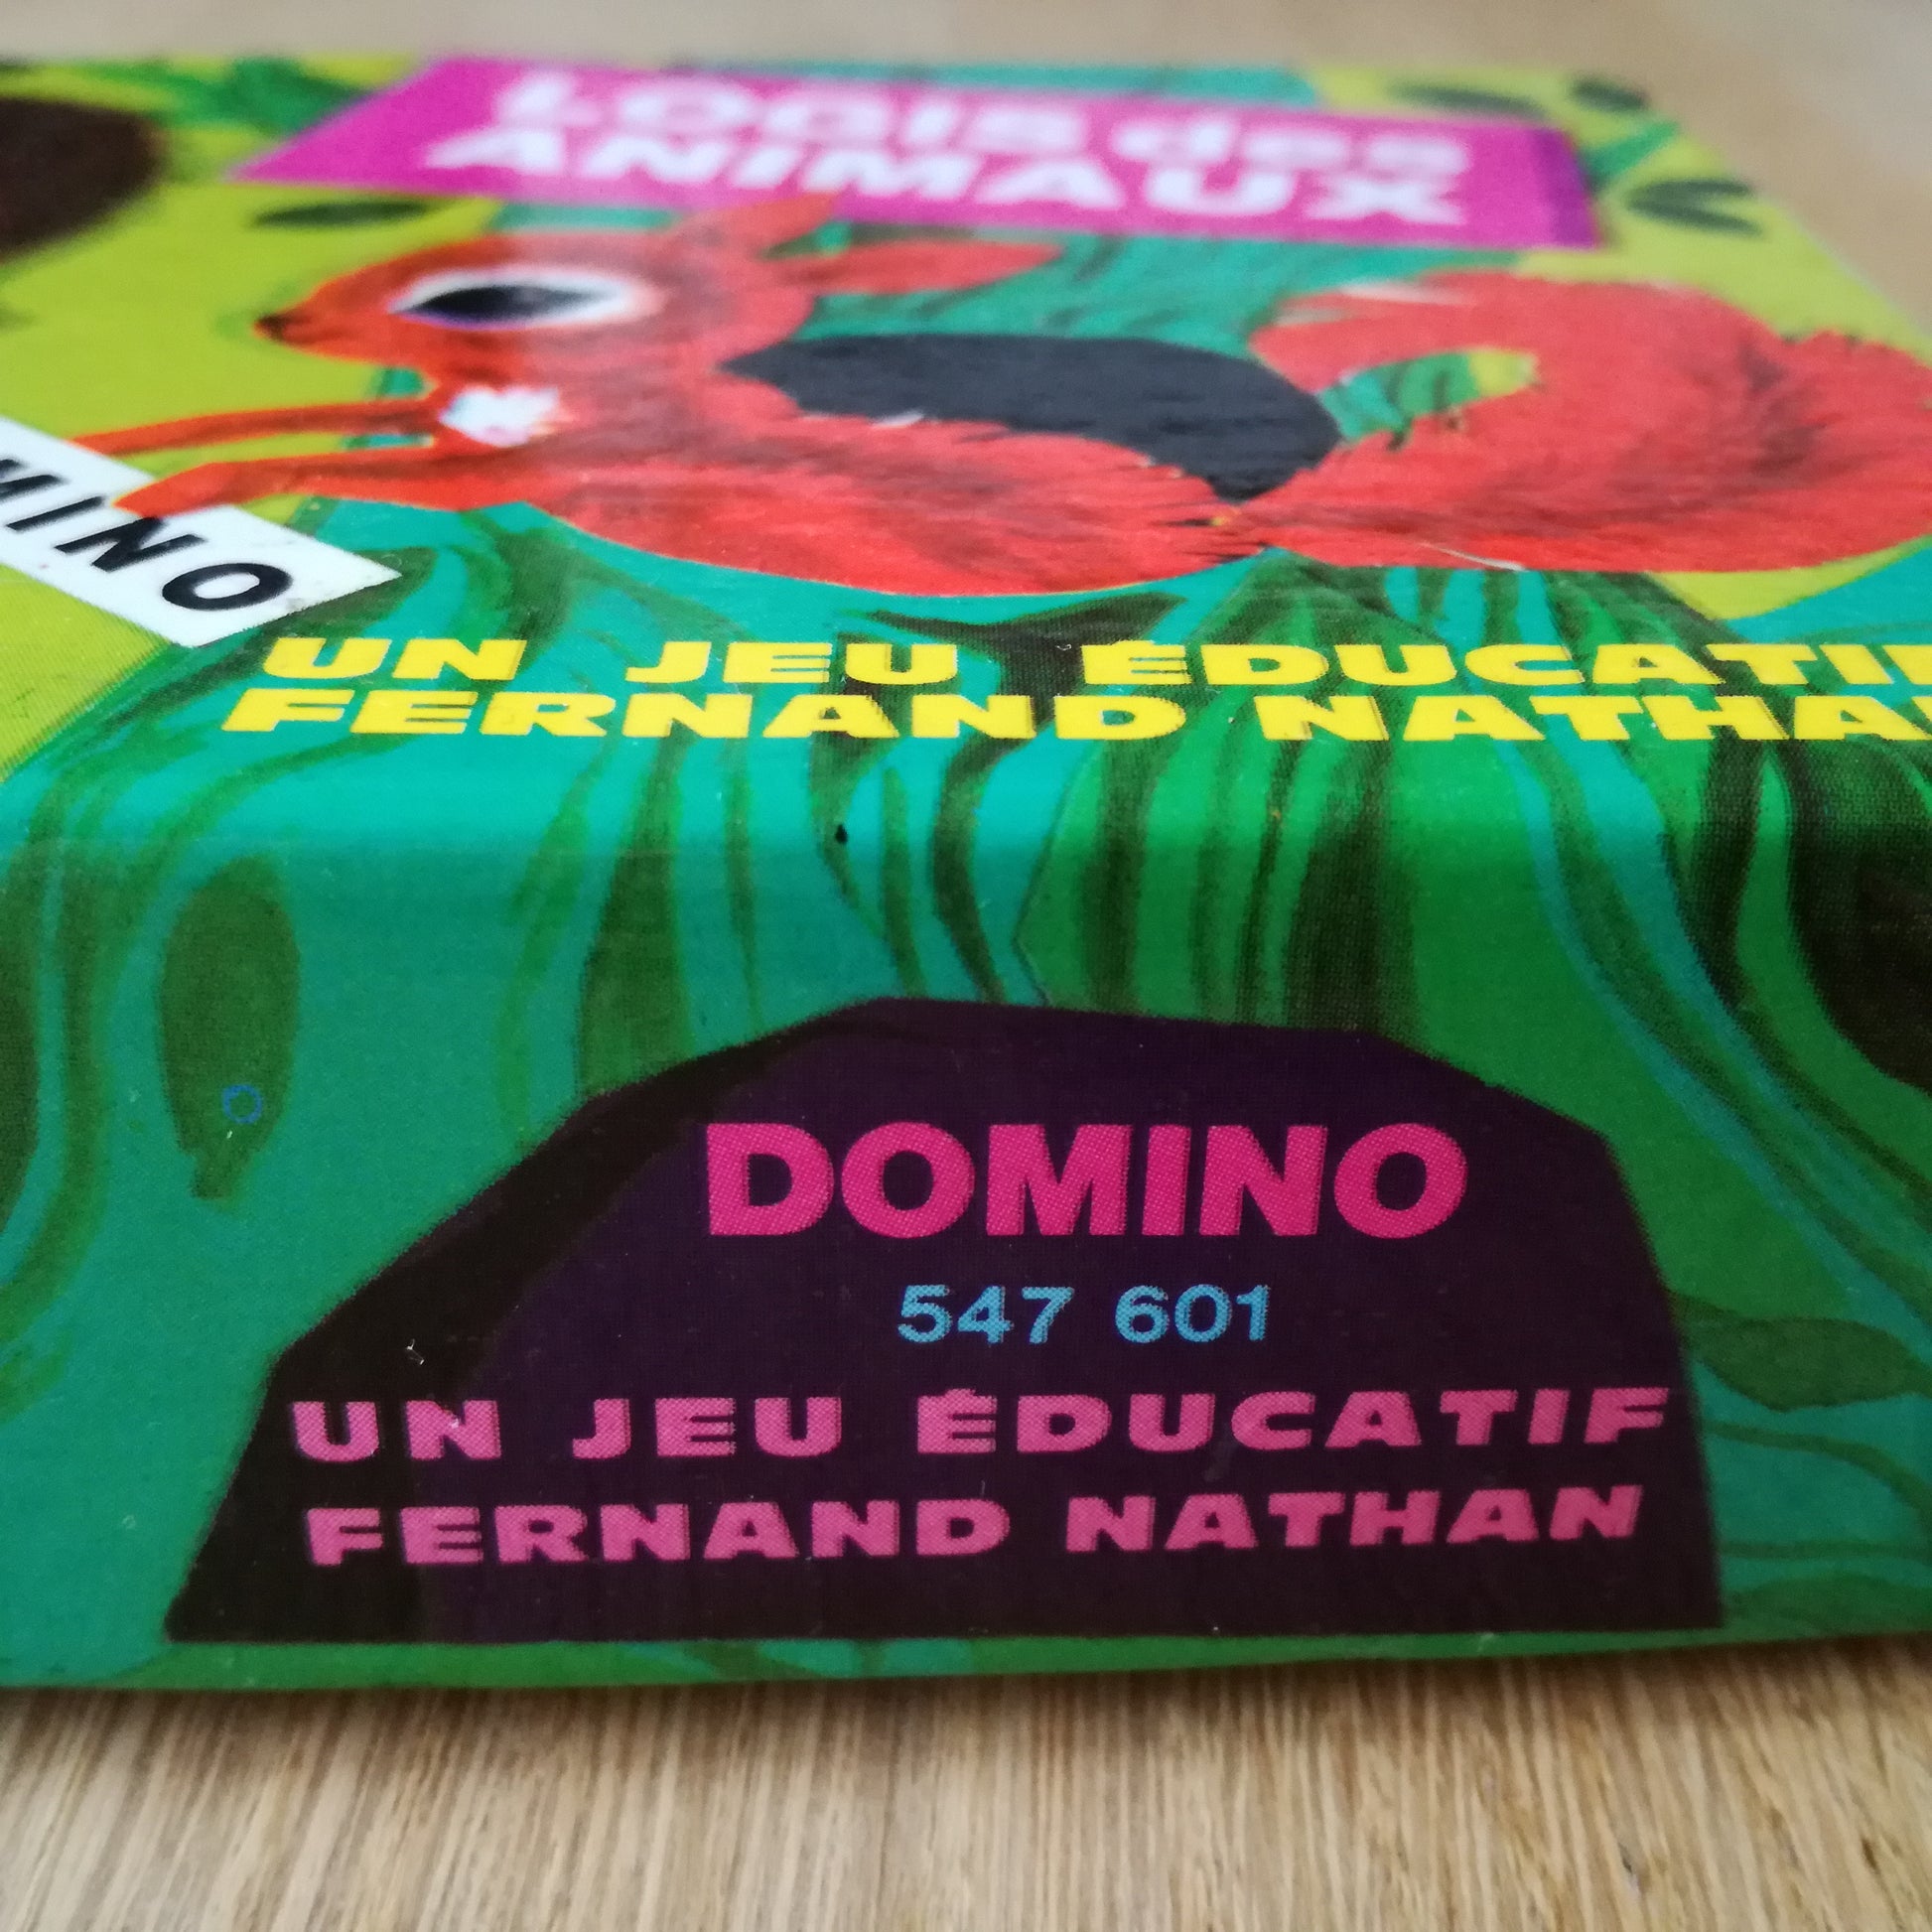 LOGIS des
ANIMAUX
MINO
UN JEU ÉDUCATIF
FERNAND NATHAN
DOMINO
547 601
UN JEU ÉDUCATIF
FERNAND NATHAN